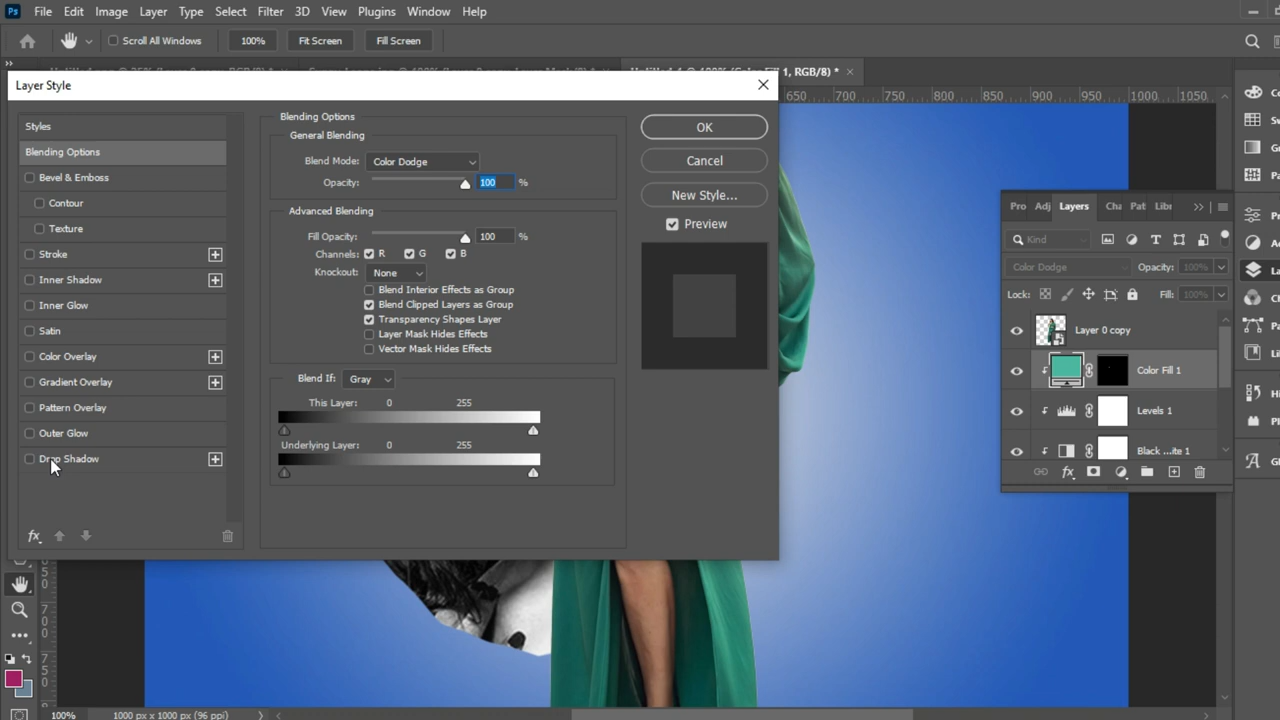 Ps File Edit Image Layer Type Select Filter 3D View Plugins Window Help
Scroll All Windows 100% Fit Screen Fill Screen
Layer Style
650 700 750 800 850 900 950 1000 1050
Styles
Blending Options
Bevel & Emboss
Contour
Texture
Stroke
Inner Shadow
Inner Glow
Satin
Color Overlay
Gradient Overlay
Pattern Overlay
Outer Glow
Drop Shadow
fx
Blending Options
General Blending
Blend Mode: Color Dodge
Opacity: 100 %
Advanced Blending
Fill Opacity: 100 %
Channels: R G B
Knockout: None
Blend Interior Effects as Group
Blend Clipped Layers as Group
Transparency Shapes Layer
Layer Mask Hides Effects
Vector Mask Hides Effects
Blend If: Gray
This Layer: 0 255
Underlying Layer: 0 255
OK
Cancel
New Style...
Preview
Pro Adj Layers Cha Pat Libr
Kind
Color Dodge Opacity: 100%
Lock: Fill: 100%
Layer 0 copy
Color Fill 1
Levels 1
Black ...ite 1
fx
100% 1000 px x 1000 px (96 ppi)